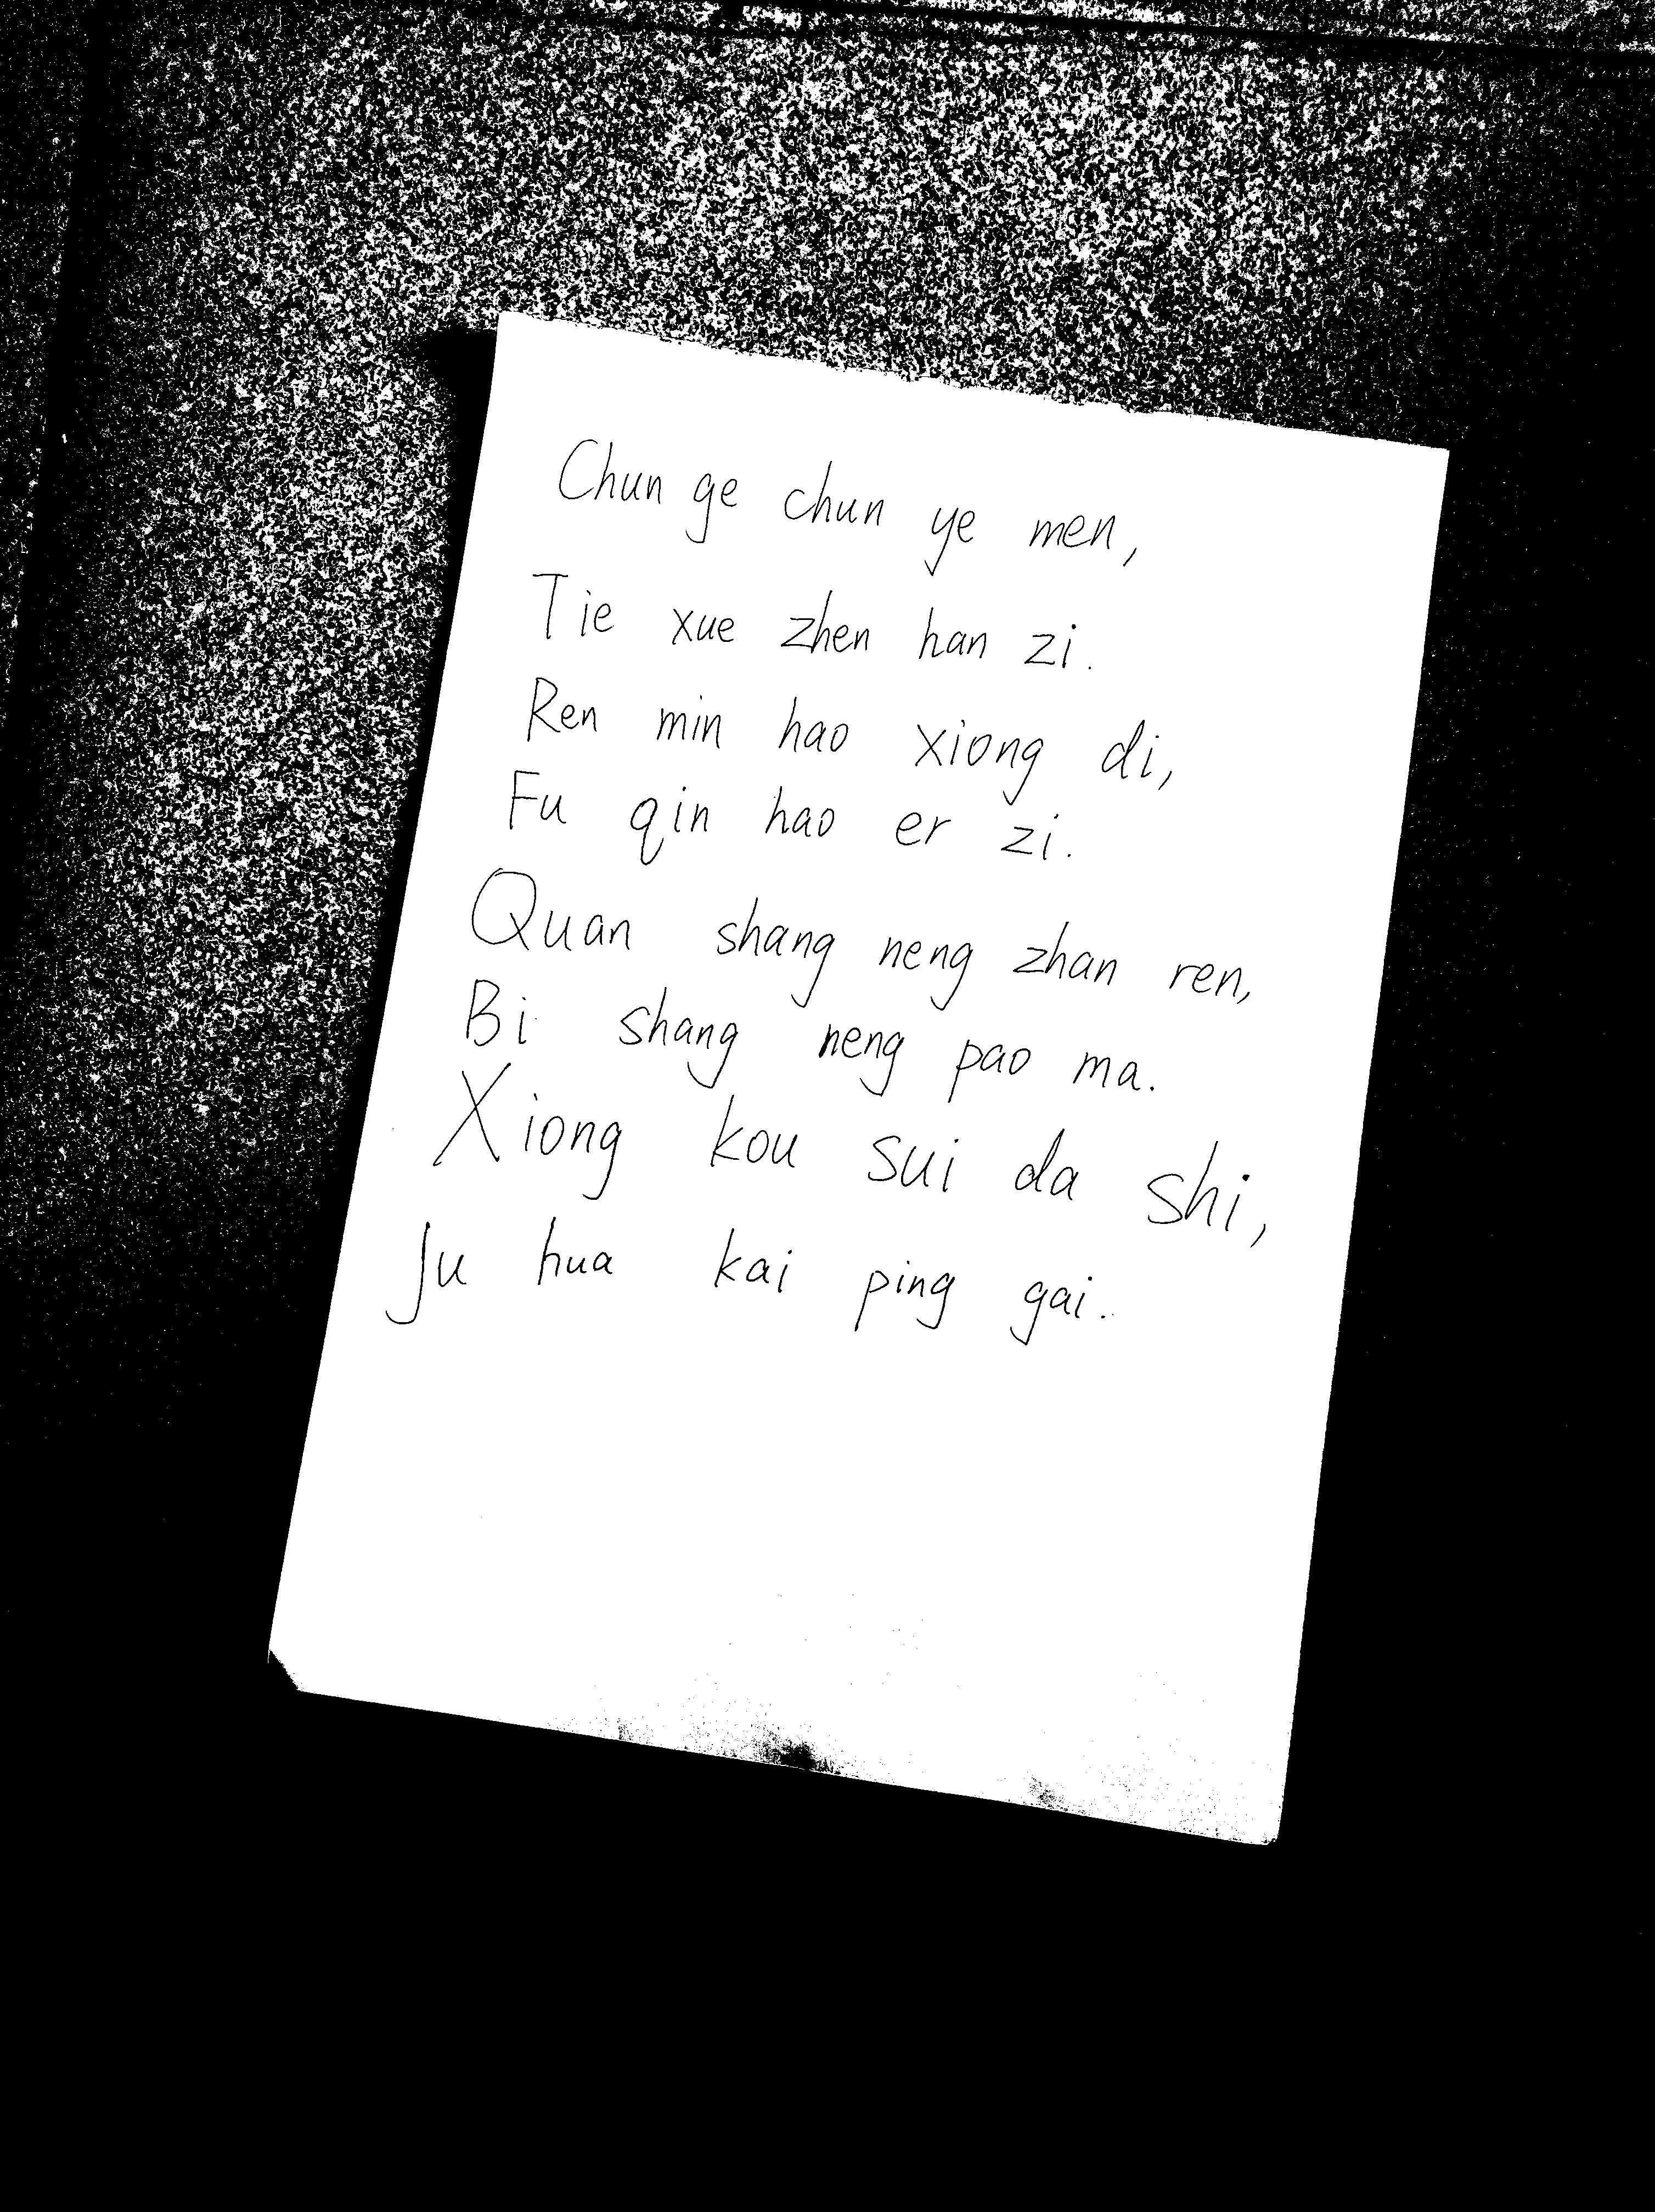 Chun ge chun ye men,
Tie xue zhen han zi.
Ren min hao xiong di,
Fu qin hao er zi.
Quan shang neng zhan ren,
Bi shang neng pao ma.
Xiong kou sui da shi,
Ju hua kai ping gai.